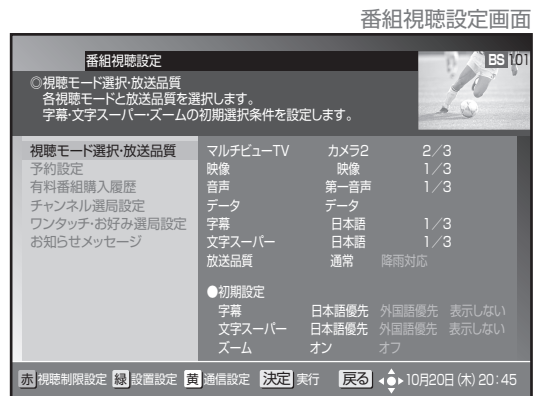 番組視聴設定画面
番組視聴設定
BS 101
◎視聴モード選択・放送品質
各視聴モードと放送品質を選択します。
字幕・文字スーパー・ズームの初期選択条件を設定します。
視聴モード選択・放送品質
予約設定
有料番組購入履歴
チャンネル選局設定
ワンタッチ・お好み選局設定
お知らせメッセージ
マルチビューTV カメラ2 2／3
映像 映像 1／3
音声 第一音声 1／3
データ データ
字幕 日本語 1／3
文字スーパー 日本語 1／3
放送品質 通常 降雨対応
●初期設定
字幕 日本語優先 外国語優先 表示しない
文字スーパー 日本語優先 外国語優先 表示しない
ズーム オン オフ
赤 視聴制限設定 緑 設置設定 黄 通信設定 決定 実行 戻る 10月20日(木) 20:45